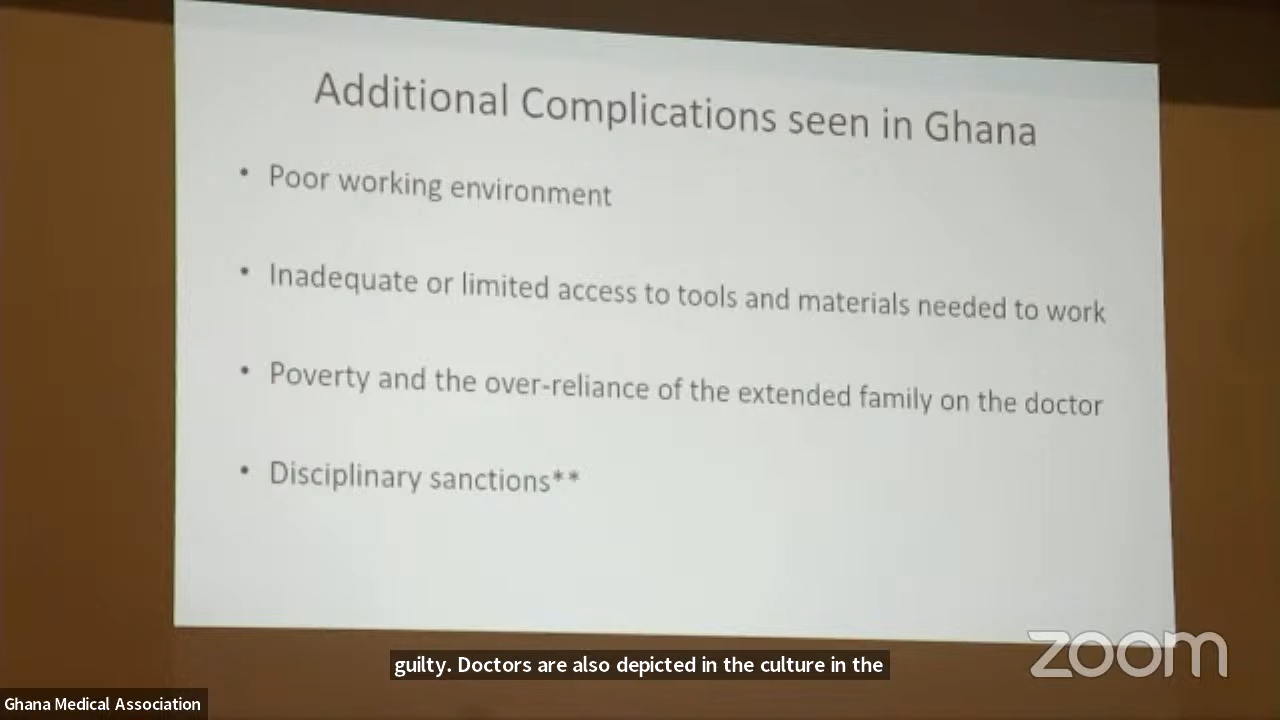 Additional Complications seen in Ghana
• Poor working environment
• Inadequate or limited access to tools and materials needed to work
• Poverty and the over-reliance of the extended family on the doctor
• Disciplinary sanctions**
guilty. Doctors are also depicted in the culture in the
zoom
Ghana Medical Association